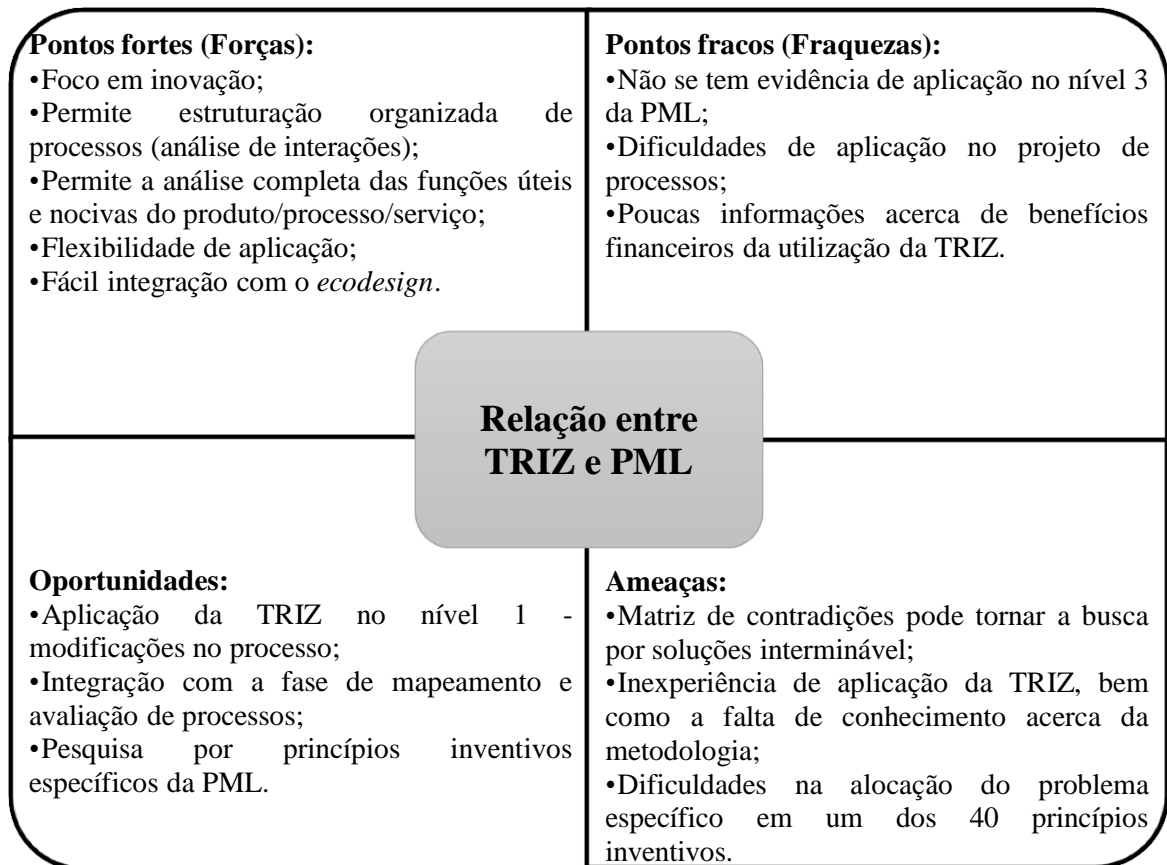 Pontos fortes (Forças):
•Foco em inovação;
•Permite estruturação organizada de
processos (análise de interações);
•Permite a análise completa das funções úteis
e nocivas do produto/processo/serviço;
•Flexibilidade de aplicação;
•Fácil integração com o ecodesign.
Pontos fracos (Fraquezas):
•Não se tem evidência de aplicação no nível 3
da PML;
•Dificuldades de aplicação no projeto de
processos;
•Poucas informações acerca de benefícios
financeiros da utilização da TRIZ.
Relação entre
TRIZ e PML
Oportunidades:
•Aplicação da TRIZ no nível 1 -
modificações no processo;
•Integração com a fase de mapeamento e
avaliação de processos;
•Pesquisa por princípios inventivos
específicos da PML.
Ameaças:
•Matriz de contradições pode tornar a busca
por soluções interminável;
•Inexperiência de aplicação da TRIZ, bem
como a falta de conhecimento acerca da
metodologia;
•Dificuldades na alocação do problema
específico em um dos 40 princípios
inventivos.